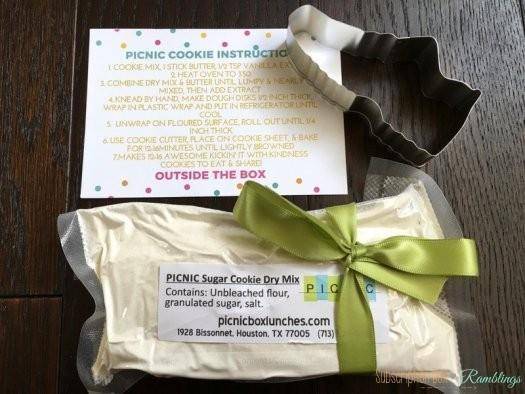 PICNIC COOKIE INSTRUCTIO
1. COOKIE MIX, 1 STICK BUTTER, 1/2 TSP VANILLA EX
2. HEAT OVEN TO 350
3. COMBINE DRY MIX & BUTTER UNTIL LUMPY & NEARLY
MIXED, THEN ADD EXTRACT
4. KNEAD BY HAND, MAKE DOUGH DISKS 1/2 INCH THICK,
WRAP IN PLASTIC WRAP AND PUT IN REFRIGERATOR UNTIL
COOL
5. UNWRAP ON FLOURED SURFACE, ROLL OUT UNTIL 1/4
INCH THICK
6. USE COOKIE CUTTER, PLACE ON COOKIE SHEET, & BAKE
FOR 12-16 MINUTES UNTIL LIGHTLY BROWNED
7. MAKES 12-16 AWESOME KICKIN' IT WITH KINDNESS
COOKIES TO EAT & SHARE!
OUTSIDE THE BOX
PICNIC Sugar Cookie Dry Mix
PIC C
Contains: Unbleached flour,
granulated sugar, salt.
picnicboxlunches.com
1928 Bissonnet, Houston, TX 77005 (713)
Ramblings